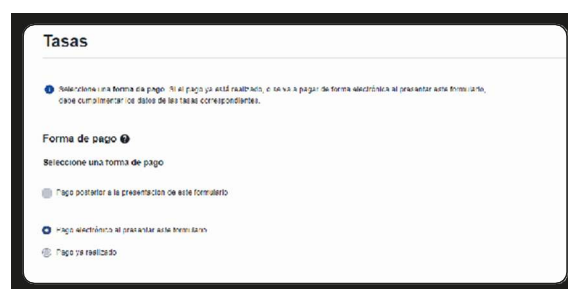 Tasas
Seleccione una forma de pago. Si el pago ya está realizado, o se va a pagar de forma electrónica al presentar este formulario,
debe cumplimentar los datos de las tasas correspondientes.
Forma de pago
Seleccione una forma de pago
Pago posterior a la presentación de este formulario
Pago electrónico al presentar este formulario
Pago ya realizado